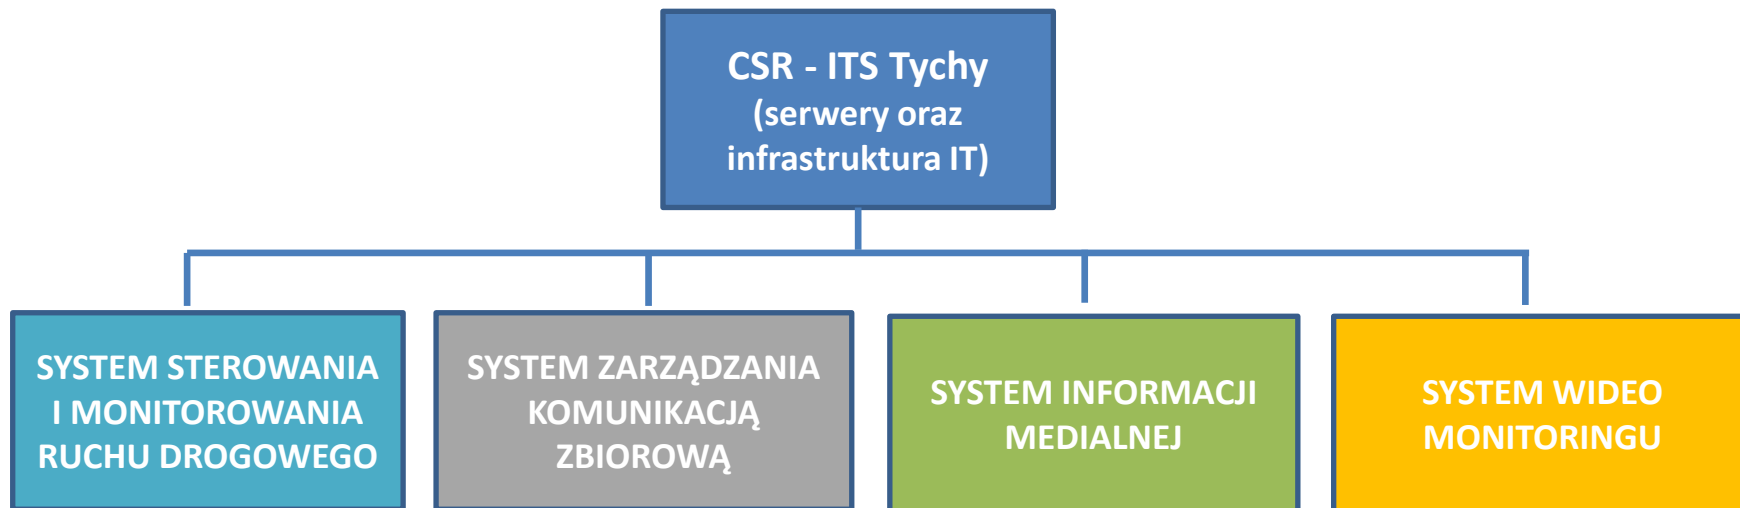 CSR - ITS Tychy
(serwery oraz
infrastruktura IT)
SYSTEM STEROWANIA
I MONITOROWANIA
RUCHU DROGOWEGO
SYSTEM ZARZĄDZANIA
KOMUNIKACJĄ
ZBIOROWĄ
SYSTEM INFORMACJI
MEDIALNEJ
SYSTEM WIDEO
MONITORINGU